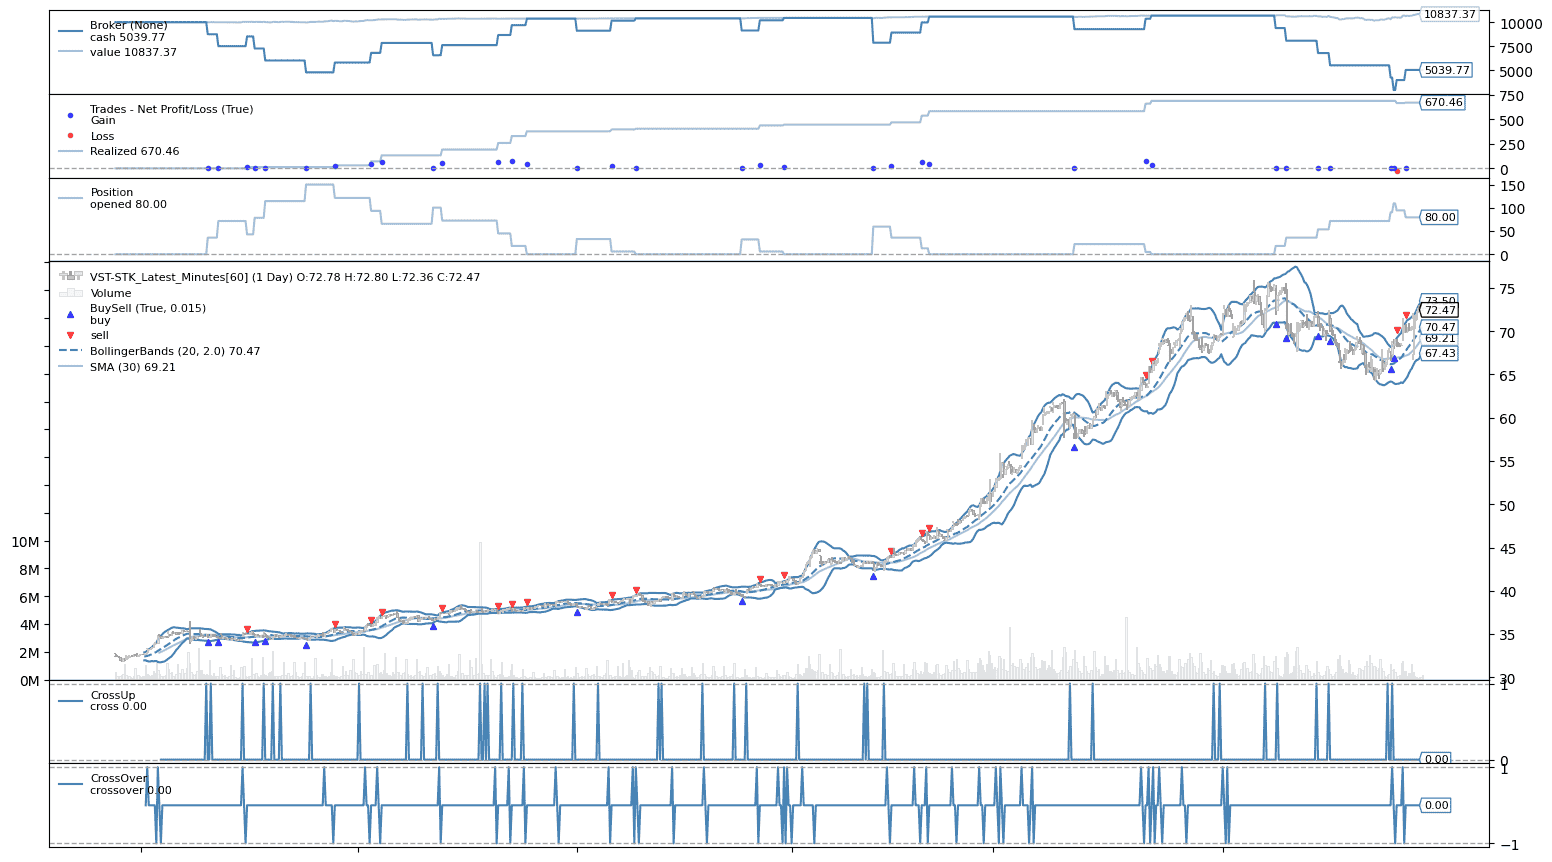 Broker (None)
cash 5039.77
value 10837.37
10837.37
10000
7500
5000
5039.77
Trades - Net Profit/Loss (True)
Gain
Loss
Realized 670.46
750
670.46
500
250
0
Position
opened 80.00
150
100
80.00
50
0
VST-STK_Latest_Minutes[60] (1 Day) O:72.78 H:72.80 L:72.36 C:72.47
Volume
BuySell (True, 0.015)
buy
sell
BollingerBands (20, 2.0) 70.47
SMA (30) 69.21
75
73.50
72.47
70.47
70
69.21
67.43
65
60
55
50
45
40
35
30
10M
8M
6M
4M
2M
0M
CrossUp
cross 0.00
1
0.00
0
CrossOver
crossover 0.00
1
0.00
−1